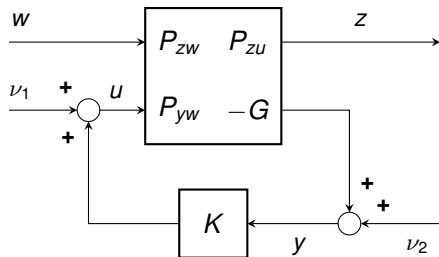 w z
P_zw P_zu
ν_1 + u P_yw −G
+
+ +
K
y ν_2